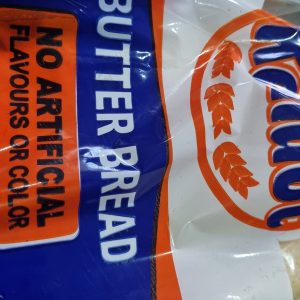 BUTTER BREAD
NO ARTIFICIAL
FLAVOURS OR COLOR